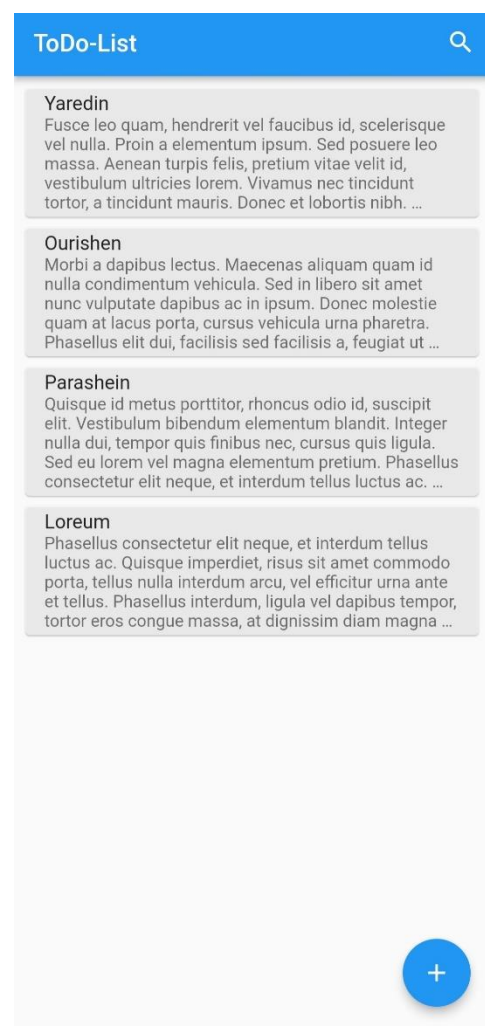 ToDo-List
Yaredin
Fusce leo quam, hendrerit vel faucibus id, scelerisque
vel nulla. Proin a elementum ipsum. Sed posuere leo
massa. Aenean turpis felis, pretium vitae velit id,
vestibulum ultricies lorem. Vivamus nec tincidunt
tortor, a tincidunt mauris. Donec et lobortis nibh. ...
Ourishen
Morbi a dapibus lectus. Maecenas aliquam quam id
nulla condimentum vehicula. Sed in libero sit amet
nunc vulputate dapibus ac in ipsum. Donec molestie
quam at lacus porta, cursus vehicula urna pharetra.
Phasellus elit dui, facilisis sed facilisis a, feugiat ut ...
Parashein
Quisque id metus porttitor, rhoncus odio id, suscipit
elit. Vestibulum bibendum elementum blandit. Integer
nulla dui, tempor quis finibus nec, cursus quis ligula.
Sed eu lorem vel magna elementum pretium. Phasellus
consectetur elit neque, et interdum tellus luctus ac. ...
Loreum
Phasellus consectetur elit neque, et interdum tellus
luctus ac. Quisque imperdiet, risus sit amet commodo
porta, tellus nulla interdum arcu, vel efficitur urna ante
et tellus. Phasellus interdum, ligula vel dapibus tempor,
tortor eros congue massa, at dignissim diam magna ...
+